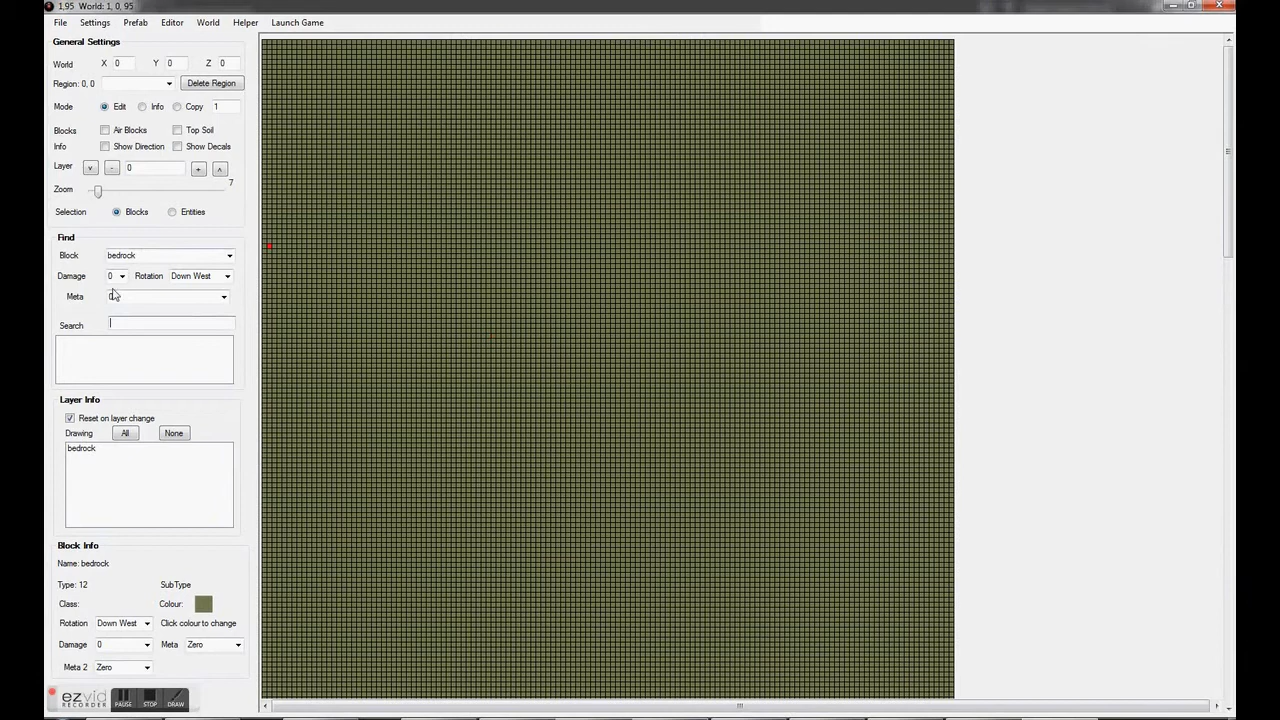 1,95 World: 1, 0, 95
File Settings Prefab Editor World Helper Launch Game
General Settings
World X 0 Y 0 Z 0
Region: 0, 0 Delete Region
Mode Edit Info Copy 1
Blocks Air Blocks Top Soil
Info Show Direction Show Decals
Layer v - 0 + ^
Zoom 7
Selection Blocks Entities
Find
Block bedrock
Damage 0 Rotation Down West
Meta 0
Search
Layer Info
Reset on layer change
Drawing All None
bedrock
Block Info
Name: bedrock
Type: 12 SubType
Class: Colour:
Rotation Down West Click colour to change
Damage 0 Meta Zero
Meta 2 Zero
ezvid
RECORDER
PAUSE STOP DRAW